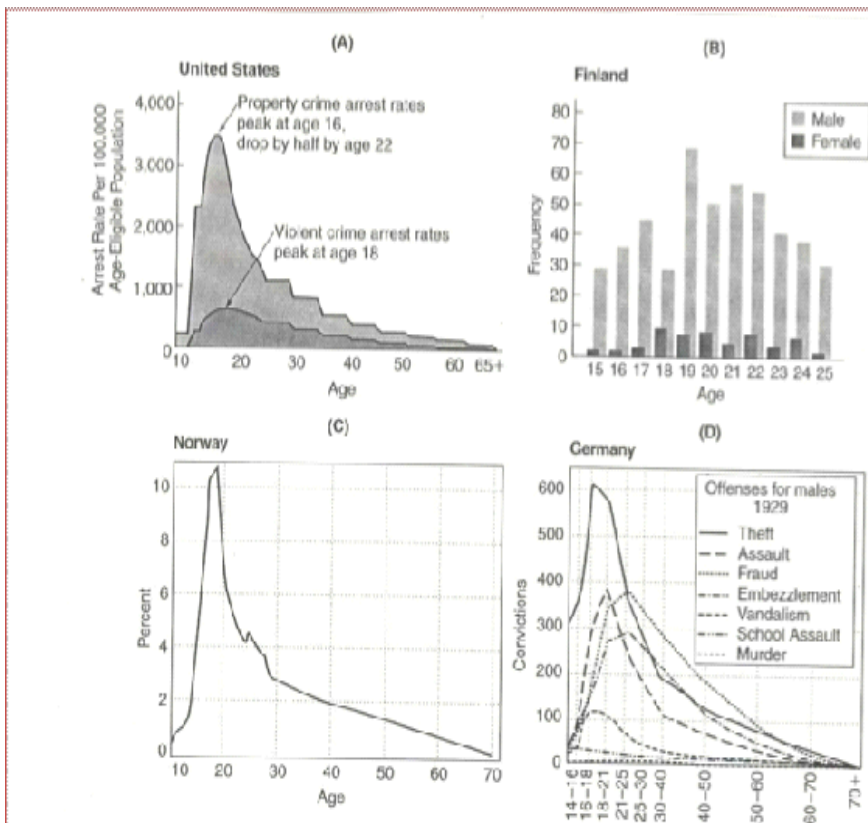 (A)
United States
4,000
3,000
2,000
1,000
0
Arrest Rate Per 100,000
Age-Eligible Population
Property crime arrest rates
peak at age 16,
drop by half by age 22
Violent crime arrest rates
peak at age 18
10 20 30 40 50 60 65+
Age
(B)
Finland
80
70
60
50
40
30
20
10
0
Frequency
Male
Female
15 16 17 18 19 20 21 22 23 24 25
Age
(C)
Norway
10
8
6
4
2
0
Percent
10 20 30 40 50 60 70
Age
(D)
Germany
600
500
400
300
200
100
0
Convictions
Offenses for males
1929
Theft
Assault
Fraud
Embezzlement
Vandalism
School Assault
Murder
14-16
16-18
18-21
21-25
25-30
30-40
40-50
50-60
60-70
70+